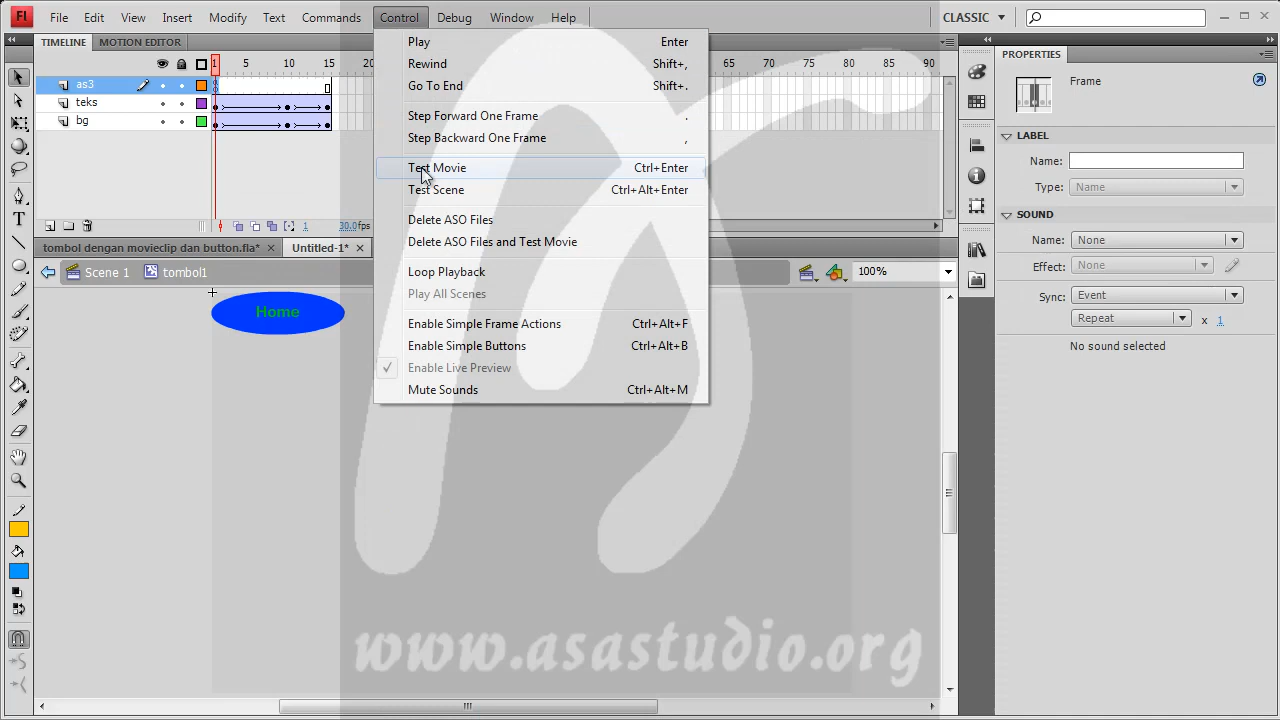 Fl File Edit View Insert Modify Text Commands Control Debug Window Help CLASSIC
TIMELINE MOTION EDITOR
1 5 10 15 20 75 80 85 90
as3
teks
bg
1 30.0fps
Play Enter
Rewind Shift+,
Go To End Shift+.
Step Forward One Frame .
Step Backward One Frame ,
Test Movie Ctrl+Enter
Test Scene Ctrl+Alt+Enter
Delete ASO Files
Delete ASO Files and Test Movie
Loop Playback
Play All Scenes
Enable Simple Frame Actions Ctrl+Alt+F
Enable Simple Buttons Ctrl+Alt+B
Enable Live Preview
Mute Sounds Ctrl+Alt+M
tombol dengan movieclip dan button.fla* Untitled-1*
Scene 1 tombol1 100%
Home
PROPERTIES
Frame
LABEL
Name:
Type: Name
SOUND
Name: None
Effect: None
Sync: Event
Repeat x 1
No sound selected
www.asastudio.org